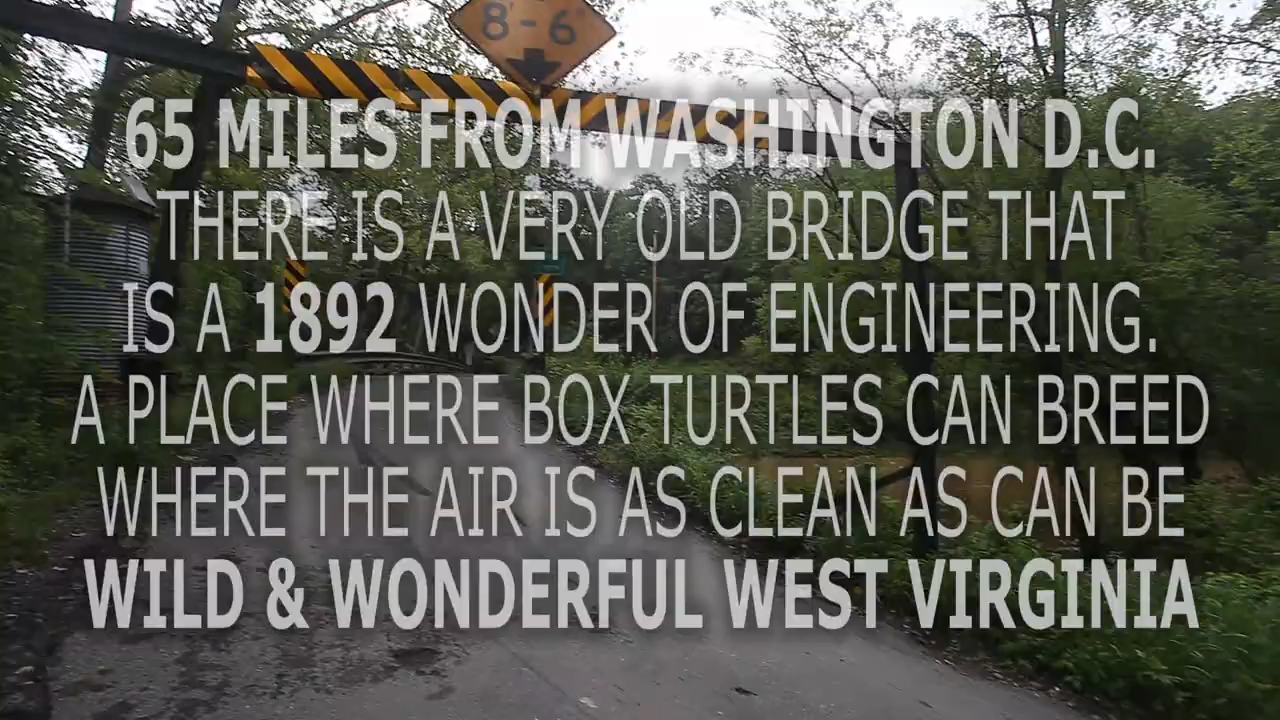 8'-6"
65 MILES FROM WASHINGTON D.C.
THERE IS A VERY OLD BRIDGE THAT
IS A 1892 WONDER OF ENGINEERING.
A PLACE WHERE BOX TURTLES CAN BREED
WHERE THE AIR IS AS CLEAN AS CAN BE
WILD & WONDERFUL WEST VIRGINIA